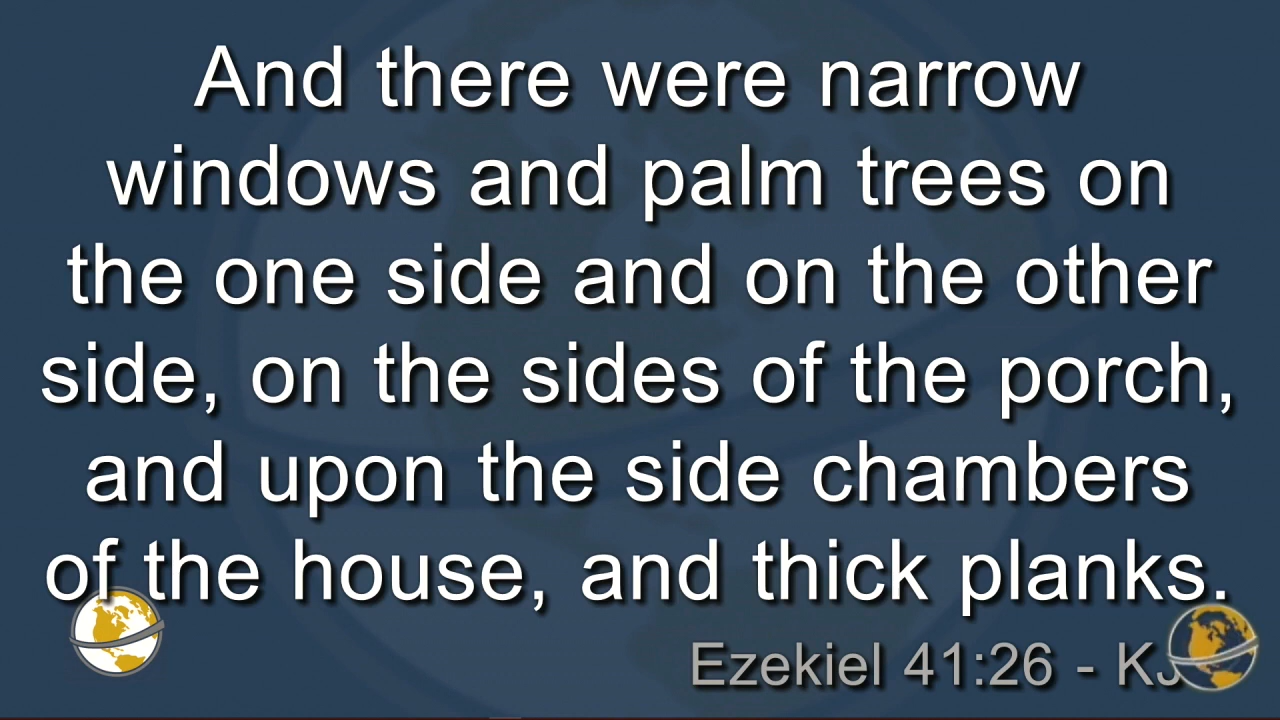 And there were narrow
windows and palm trees on
the one side and on the other
side, on the sides of the porch,
and upon the side chambers
of the house, and thick planks.
Ezekiel 41:26 - KJ